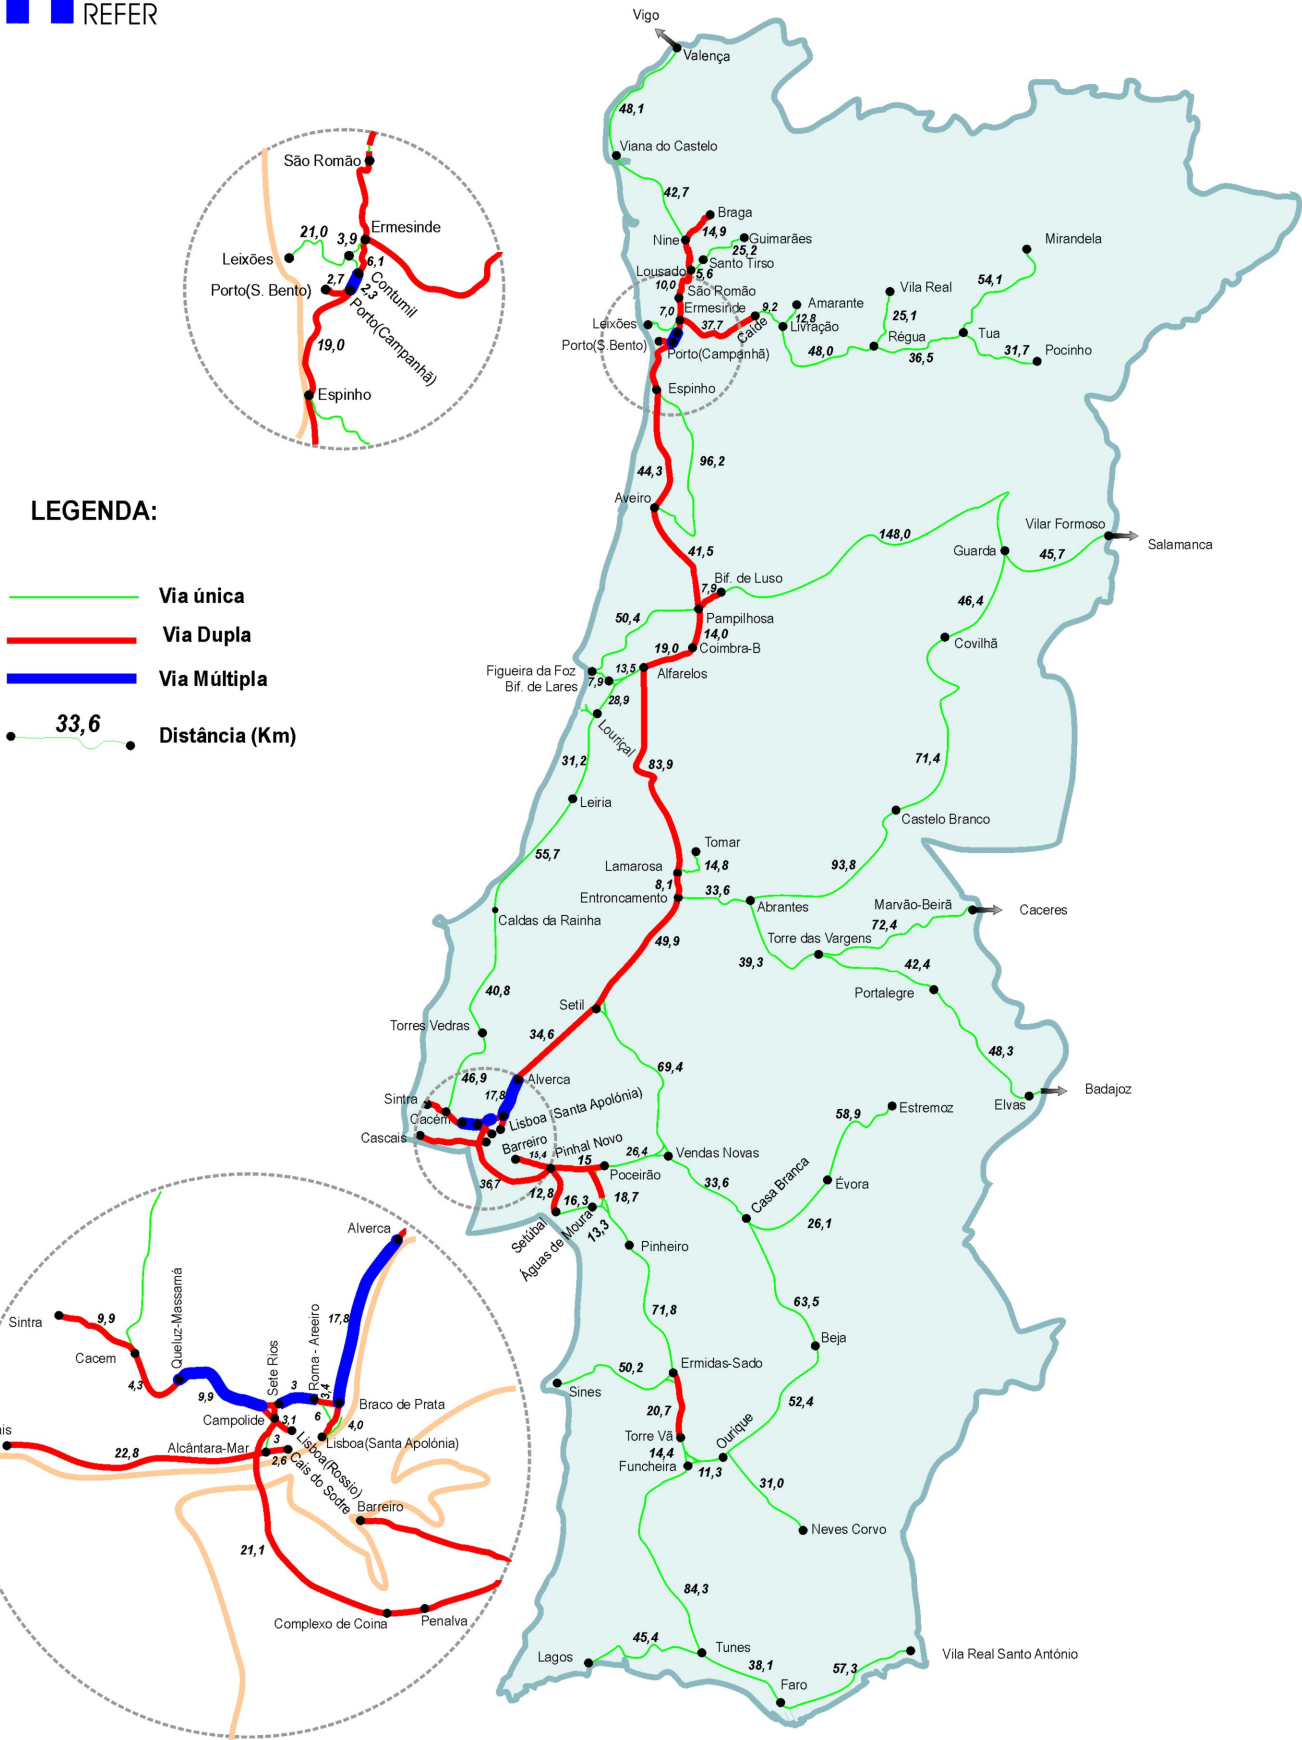 REFER
Vigo
Valença
48,1
Viana do Castelo
42,7
Braga
14,9
Nine
Guimarães
25,2
Santo Tirso
Lousado
5,6
10,0
São Romão
7,0
Ermesinde
37,7
Leixões
Porto(S.Bento)
Porto(Campanhã)
Caíde
9,2
Amarante
12,8
Livração
48,0
Vila Real
25,1
Régua
36,5
Mirandela
54,1
Tua
31,7
Pocinho
Espinho
96,2
44,3
Aveiro
41,5
Bif. de Luso
7,9
148,0
Vilar Formoso
Salamanca
Guarda
45,7
46,4
Covilhã
71,4
Castelo Branco
93,8
Pampilhosa
50,4
14,0
Coimbra-B
19,0
Figueira da Foz
13,5
Alfarelos
Bif. de Lares
7,9
28,9
Louriçal
31,2
83,9
Leiria
55,7
Tomar
Lamarosa
14,8
8,1
Entroncamento
33,6
Abrantes
Marvão-Beirã
Caceres
72,4
Torre das Vargens
39,3
42,4
Portalegre
48,3
Elvas
Badajoz
Caldas da Rainha
49,9
40,8
Setil
34,6
Torres Vedras
69,4
46,9
Alverca
17,8
Sintra
Cacém
Lisboa (Santa Apolónia)
Cascais
Barreiro
15,4
Pinhal Novo
15
Poceirão
26,4
Vendas Novas
36,7
12,8
16,3
18,7
Setúbal
Águas de Moura
13,3
Pinheiro
33,6
Casa Branca
Estremoz
58,9
Évora
26,1
71,8
63,5
Beja
Ermidas-Sado
50,2
Sines
52,4
20,7
Torre Vã
Ourique
14,4
Funcheira
11,3
31,0
Neves Corvo
84,3
45,4
Lagos
Tunes
38,1
Faro
57,3
Vila Real Santo António
São Romão
Ermesinde
21,0
3,9
Leixões
6,1
Contumil
2,7
2,3
Porto(S. Bento)
Porto(Campanhã)
19,0
Espinho
LEGENDA:
Via única
Via Dupla
Via Múltipla
33,6
Distância (Km)
Alverca
17,8
Sintra
9,9
Cacem
4,3
Queluz-Massamá
9,9
Sete Rios
3
Roma - Areeiro
3,4
Braco de Prata
Campolide
3,1
6
4,0
Lisboa(Santa Apolónia)
Alcântara-Mar
3
22,8
2,6
Lisboa(Rossio)
Cais do Sodre
Barreiro
21,1
Complexo de Coina
Penalva